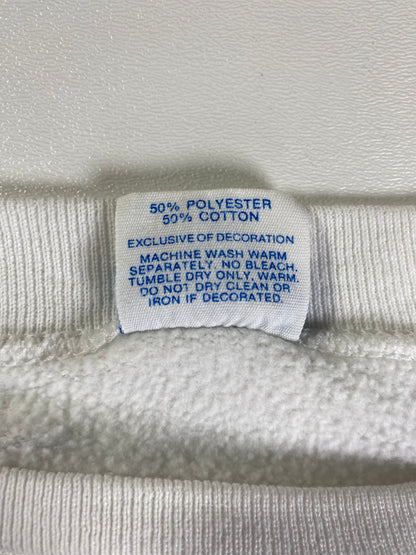 50% POLYESTER
50% COTTON
EXCLUSIVE OF DECORATION
MACHINE WASH WARM
SEPARATELY. NO BLEACH.
TUMBLE DRY ONLY, WARM.
DO NOT DRY CLEAN OR
IRON IF DECORATED.